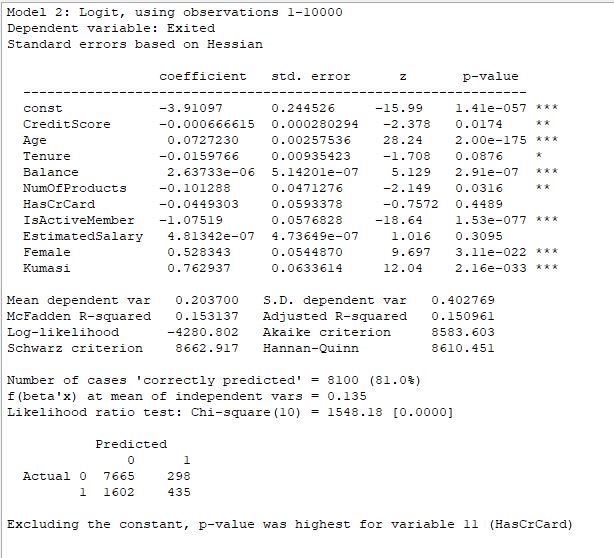 Model 2: Logit, using observations 1-10000
Dependent variable: Exited
Standard errors based on Hessian
coefficient std. error z p-value
---------------------------------------------------------------
const -3.91097 0.244526 -15.99 1.41e-057 ***
CreditScore -0.000666615 0.000280294 -2.378 0.0174 **
Age 0.0727230 0.00257536 28.24 2.00e-175 ***
Tenure -0.0159766 0.00935423 -1.708 0.0876 *
Balance 2.63733e-06 5.14201e-07 5.129 2.91e-07 ***
NumOfProducts -0.101288 0.0471276 -2.149 0.0316 **
HasCrCard -0.0449303 0.0593378 -0.7572 0.4489
IsActiveMember -1.07519 0.0576828 -18.64 1.53e-077 ***
EstimatedSalary 4.81342e-07 4.73649e-07 1.016 0.3095
Female 0.528343 0.0544870 9.697 3.11e-022 ***
Kumasi 0.762937 0.0633614 12.04 2.16e-033 ***
Mean dependent var 0.203700 S.D. dependent var 0.402769
McFadden R-squared 0.153137 Adjusted R-squared 0.150961
Log-likelihood -4280.802 Akaike criterion 8583.603
Schwarz criterion 8662.917 Hannan-Quinn 8610.451
Number of cases 'correctly predicted' = 8100 (81.0%)
f(beta'x) at mean of independent vars = 0.135
Likelihood ratio test: Chi-square(10) = 1548.18 [0.0000]
Predicted
0 1
Actual 0 7665 298
1 1602 435
Excluding the constant, p-value was highest for variable 11 (HasCrCard)